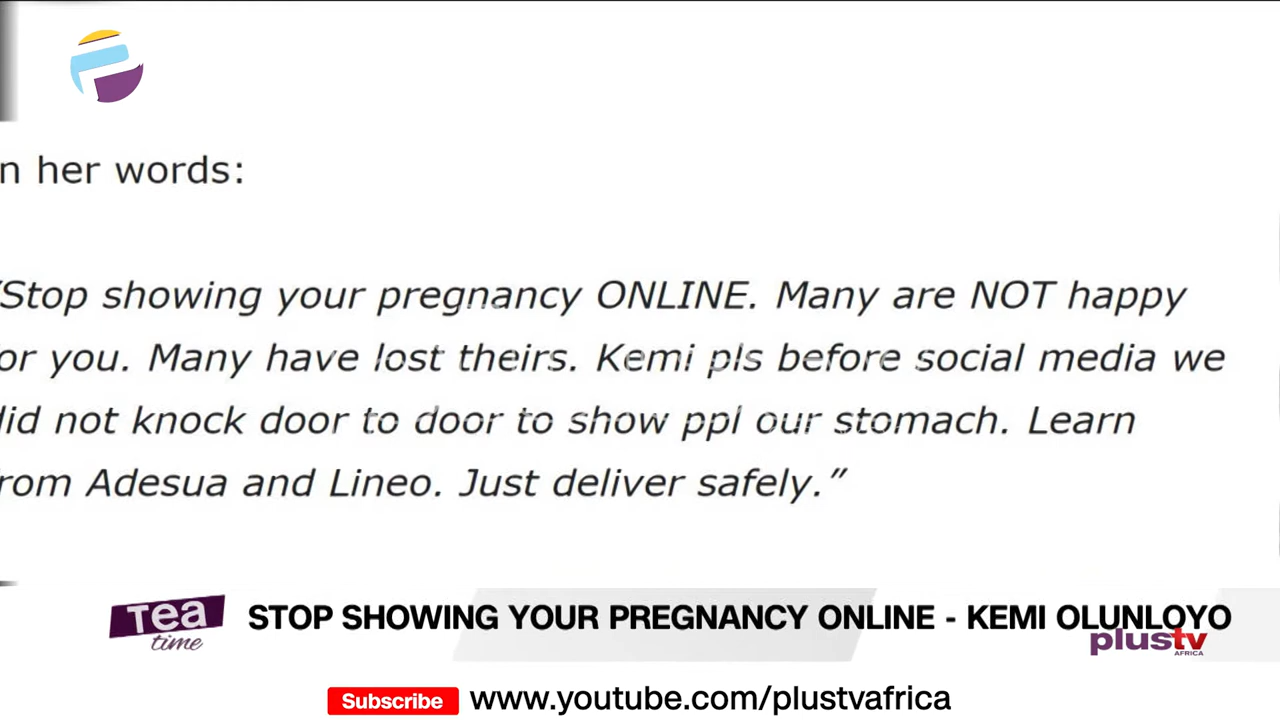 n her words:
"Stop showing your pregnancy ONLINE. Many are NOT happy
or you. Many have lost theirs. Kemi pls before social media we
did not knock door to door to show ppl our stomach. Learn
rom Adesua and Lineo. Just deliver safely."
Tea
time
STOP SHOWING YOUR PREGNANCY ONLINE - KEMI OLUNLOYO
plustv
AFRICA
Subscribe www.youtube.com/plustvafrica